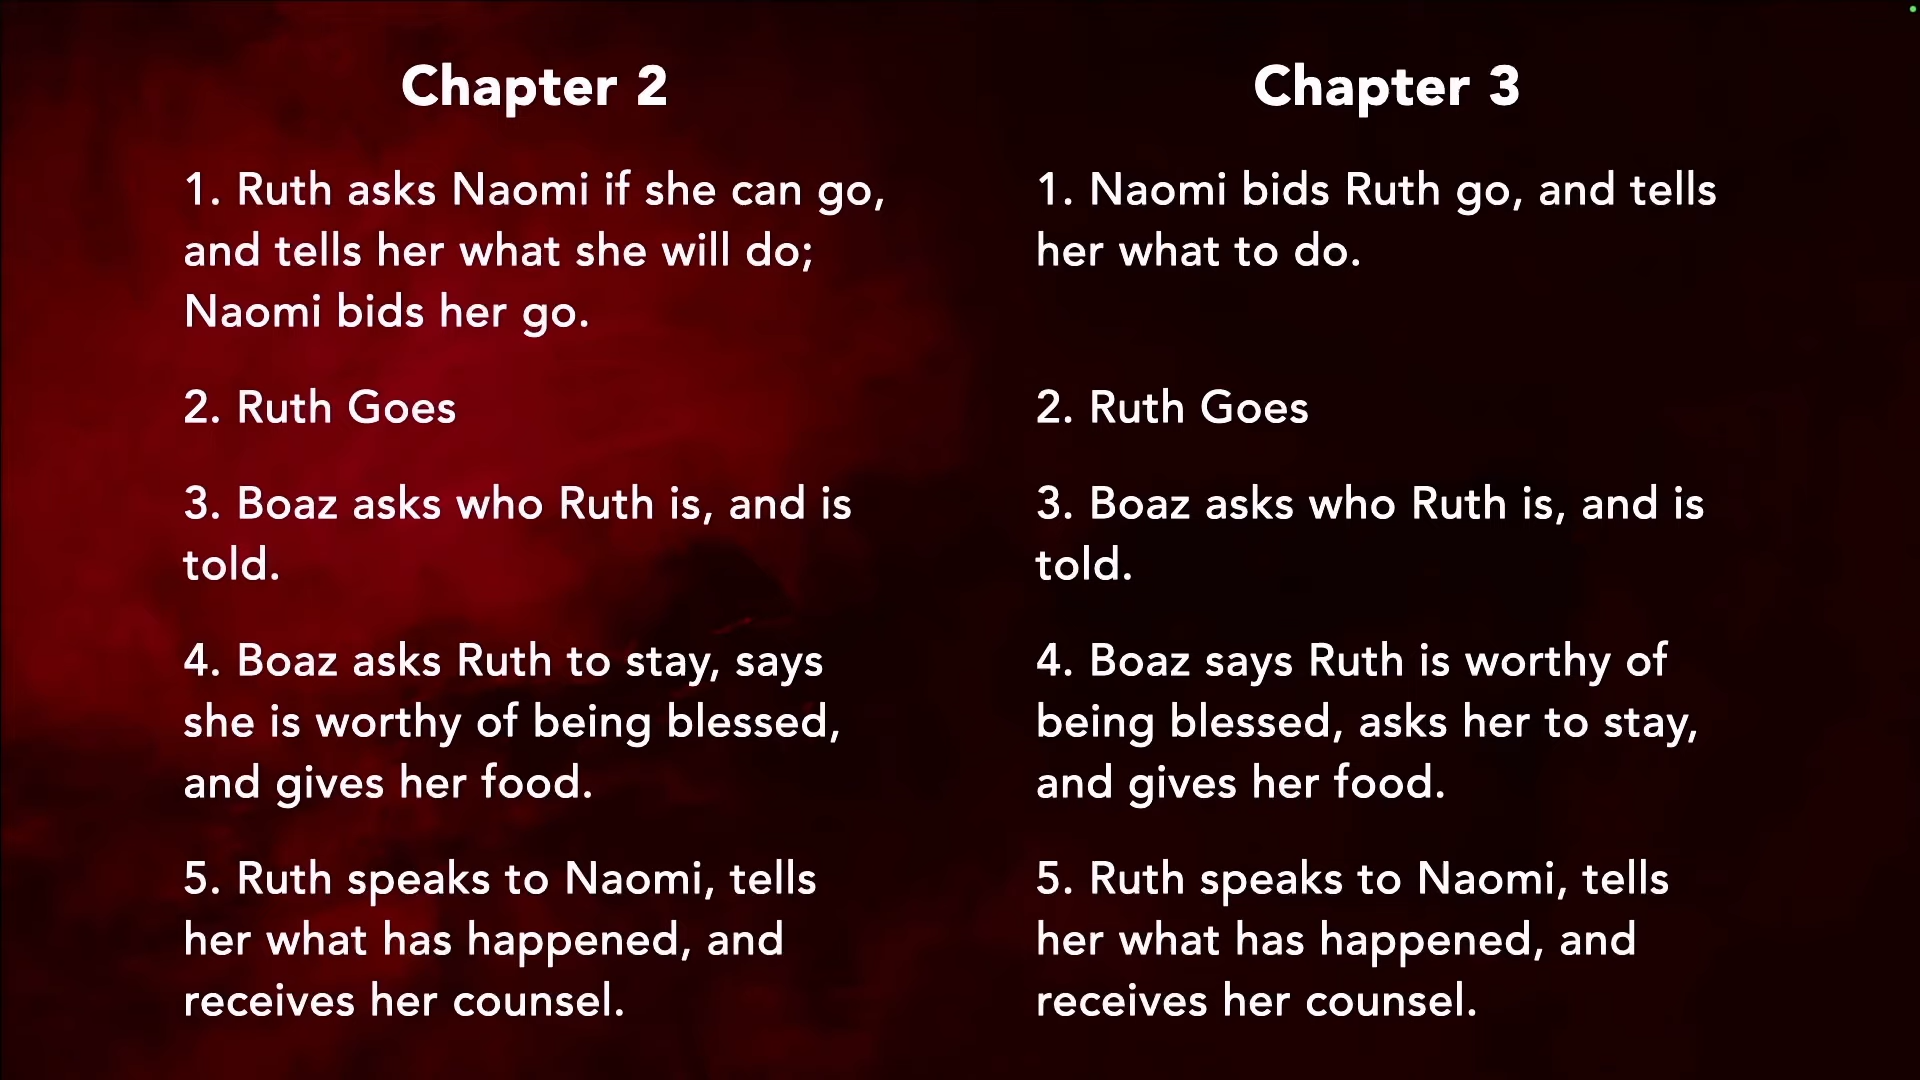 Chapter 2
1. Ruth asks Naomi if she can go,
and tells her what she will do;
Naomi bids her go.
2. Ruth Goes
3. Boaz asks who Ruth is, and is
told.
4. Boaz asks Ruth to stay, says
she is worthy of being blessed,
and gives her food.
5. Ruth speaks to Naomi, tells
her what has happened, and
receives her counsel.
Chapter 3
1. Naomi bids Ruth go, and tells
her what to do.
2. Ruth Goes
3. Boaz asks who Ruth is, and is
told.
4. Boaz says Ruth is worthy of
being blessed, asks her to stay,
and gives her food.
5. Ruth speaks to Naomi, tells
her what has happened, and
receives her counsel.